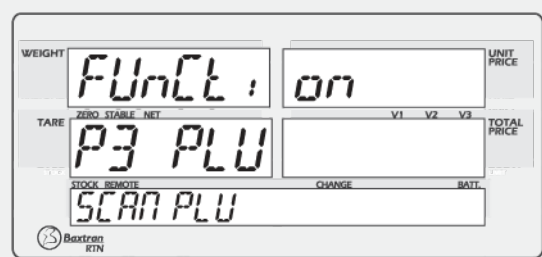 WEIGHT FUnCt : on UNIT PRICE
ZERO STABLE NET V1 V2 V3
TARE P3 PLU TOTAL PRICE
STOCK REMOTE CHANGE BATT.
SCAN PLU
Baxtran
RTN